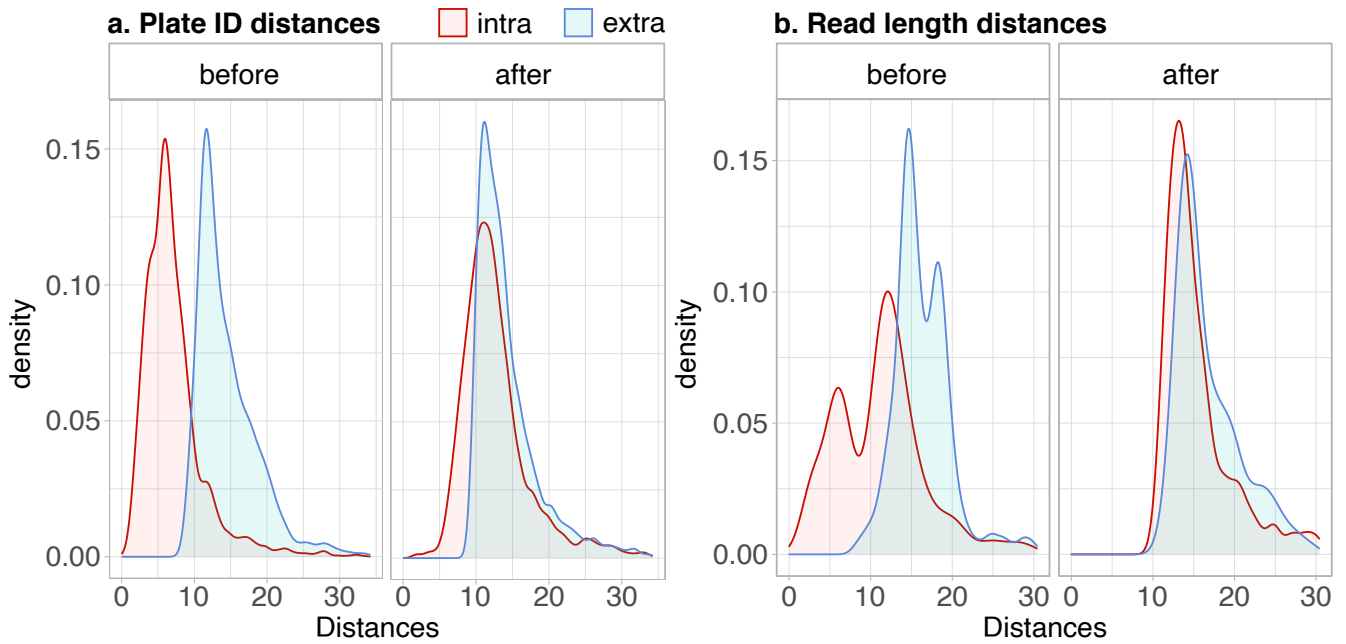 a. Plate ID distances
intra
extra
before
after
0.15
0.10
0.05
0.00
density
0 10 20 30
0 10 20 30
Distances
b. Read length distances
before
after
0.15
0.10
0.05
0.00
density
0 10 20 30
0 10 20 30
Distances